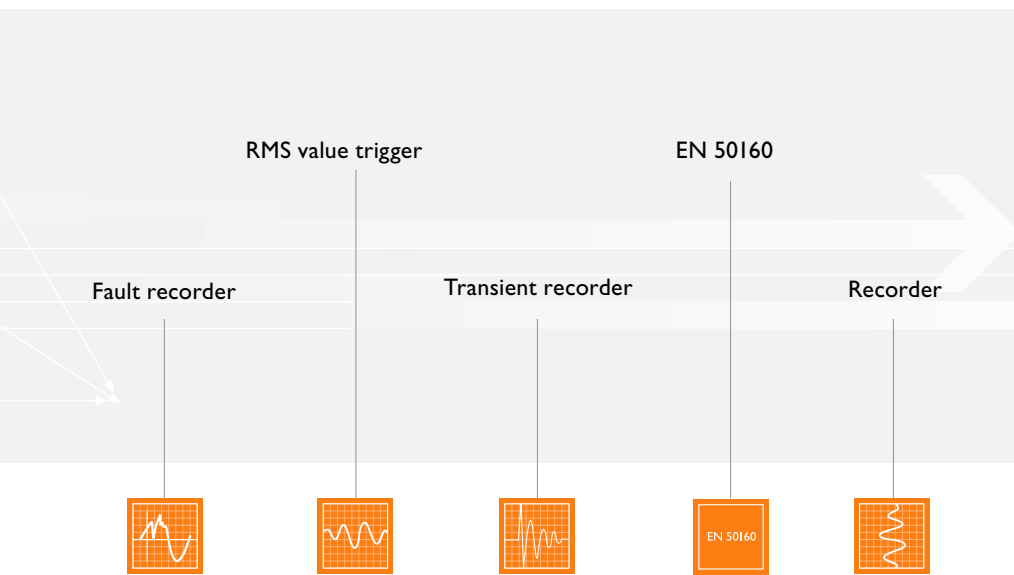 RMS value trigger
EN 50160
Fault recorder
Transient recorder
Recorder
EN 50160